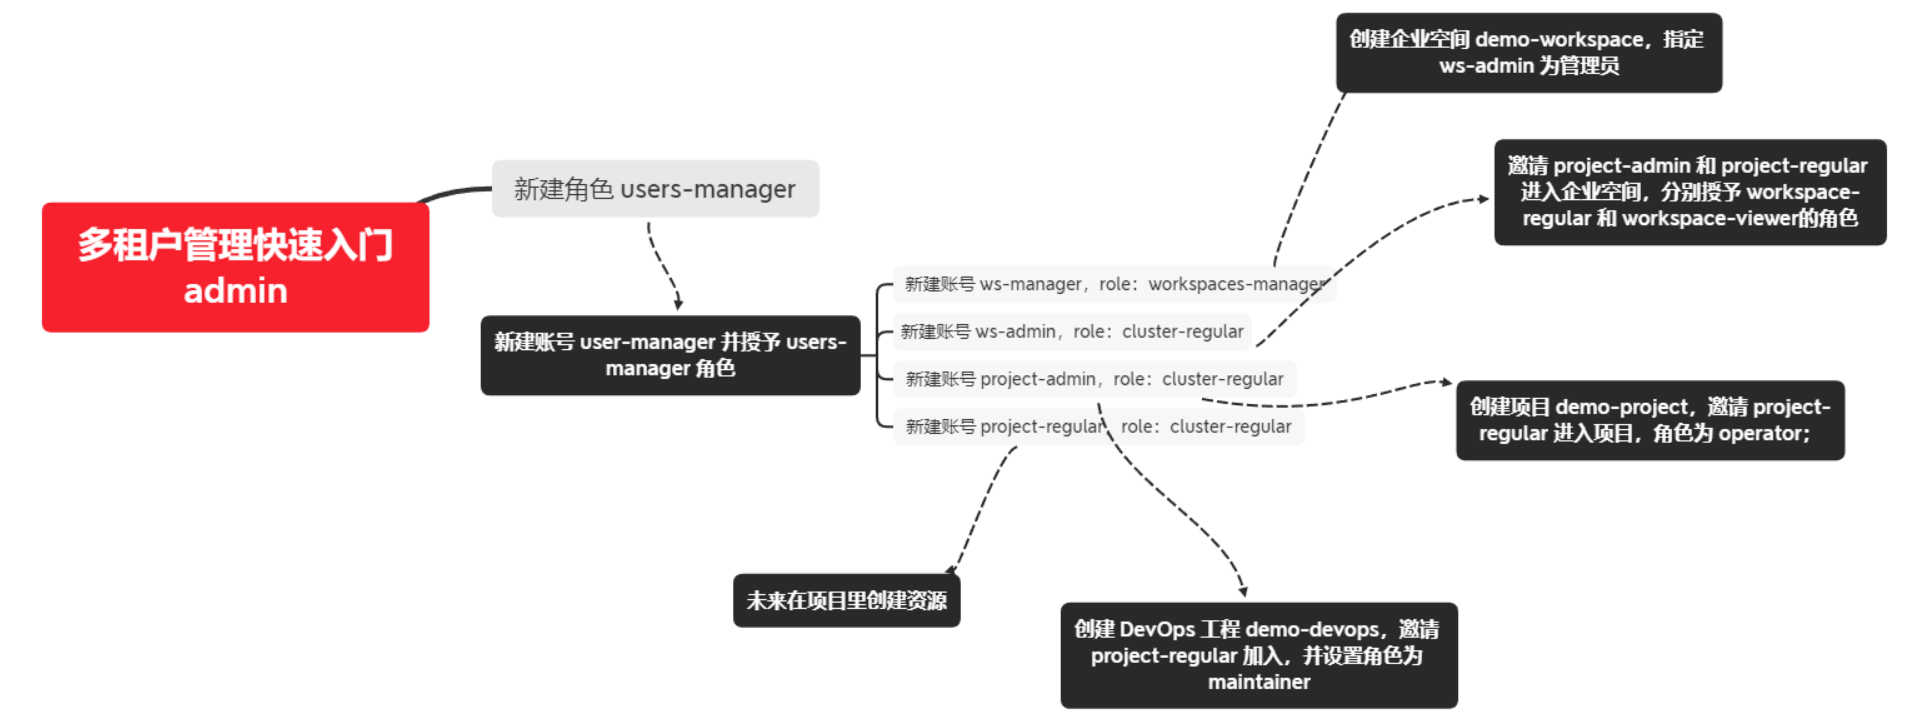 多租户管理快速入门
admin
新建角色 users-manager
新建账号 user-manager 并授予 users-
manager 角色
新建账号 ws-manager，role：workspaces-manager
新建账号 ws-admin，role：cluster-regular
新建账号 project-admin，role：cluster-regular
新建账号 project-regular，role：cluster-regular
创建企业空间 demo-workspace，指定
ws-admin 为管理员
邀请 project-admin 和 project-regular
进入企业空间，分别授予 workspace-
regular 和 workspace-viewer的角色
创建项目 demo-project，邀请 project-
regular 进入项目，角色为 operator；
未来在项目里创建资源
创建 DevOps 工程 demo-devops，邀请
project-regular 加入，并设置角色为
maintainer